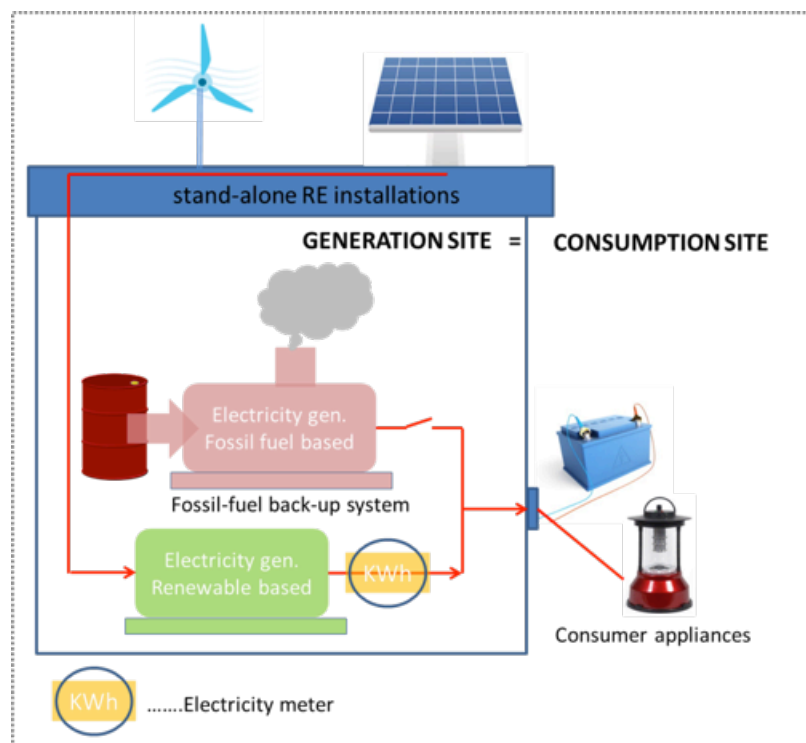 stand-alone RE installations
GENERATION SITE = CONSUMPTION SITE
Electricity gen.
Fossil fuel based
Fossil-fuel back-up system
Electricity gen.
Renewable based
KWh
Consumer appliances
KWh
.......Electricity meter